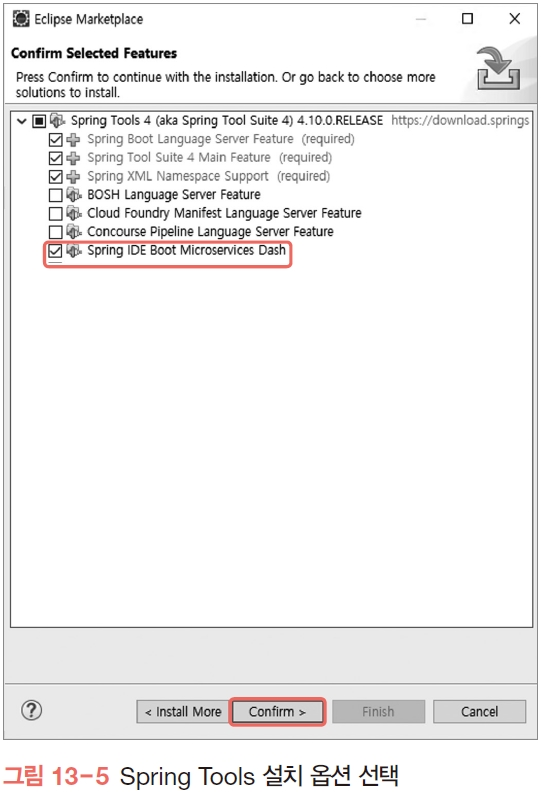 Eclipse Marketplace
Confirm Selected Features
Press Confirm to continue with the installation. Or go back to choose more
solutions to install.
Spring Tools 4 (aka Spring Tool Suite 4) 4.10.0.RELEASE https://download.springs
Spring Boot Language Server Feature (required)
Spring Tool Suite 4 Main Feature (required)
Spring XML Namespace Support (required)
BOSH Language Server Feature
Cloud Foundry Manifest Language Server Feature
Concourse Pipeline Language Server Feature
Spring IDE Boot Microservices Dash
?
< Install More
Confirm >
Finish
Cancel
그림 13-5 Spring Tools 설치 옵션 선택